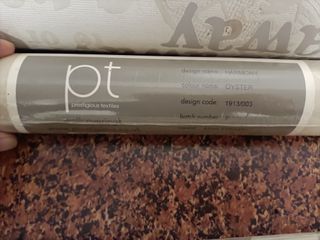 pt
prestigious textiles
design name HARMONY
colour name OYSTER
design code 1913/003
batch number